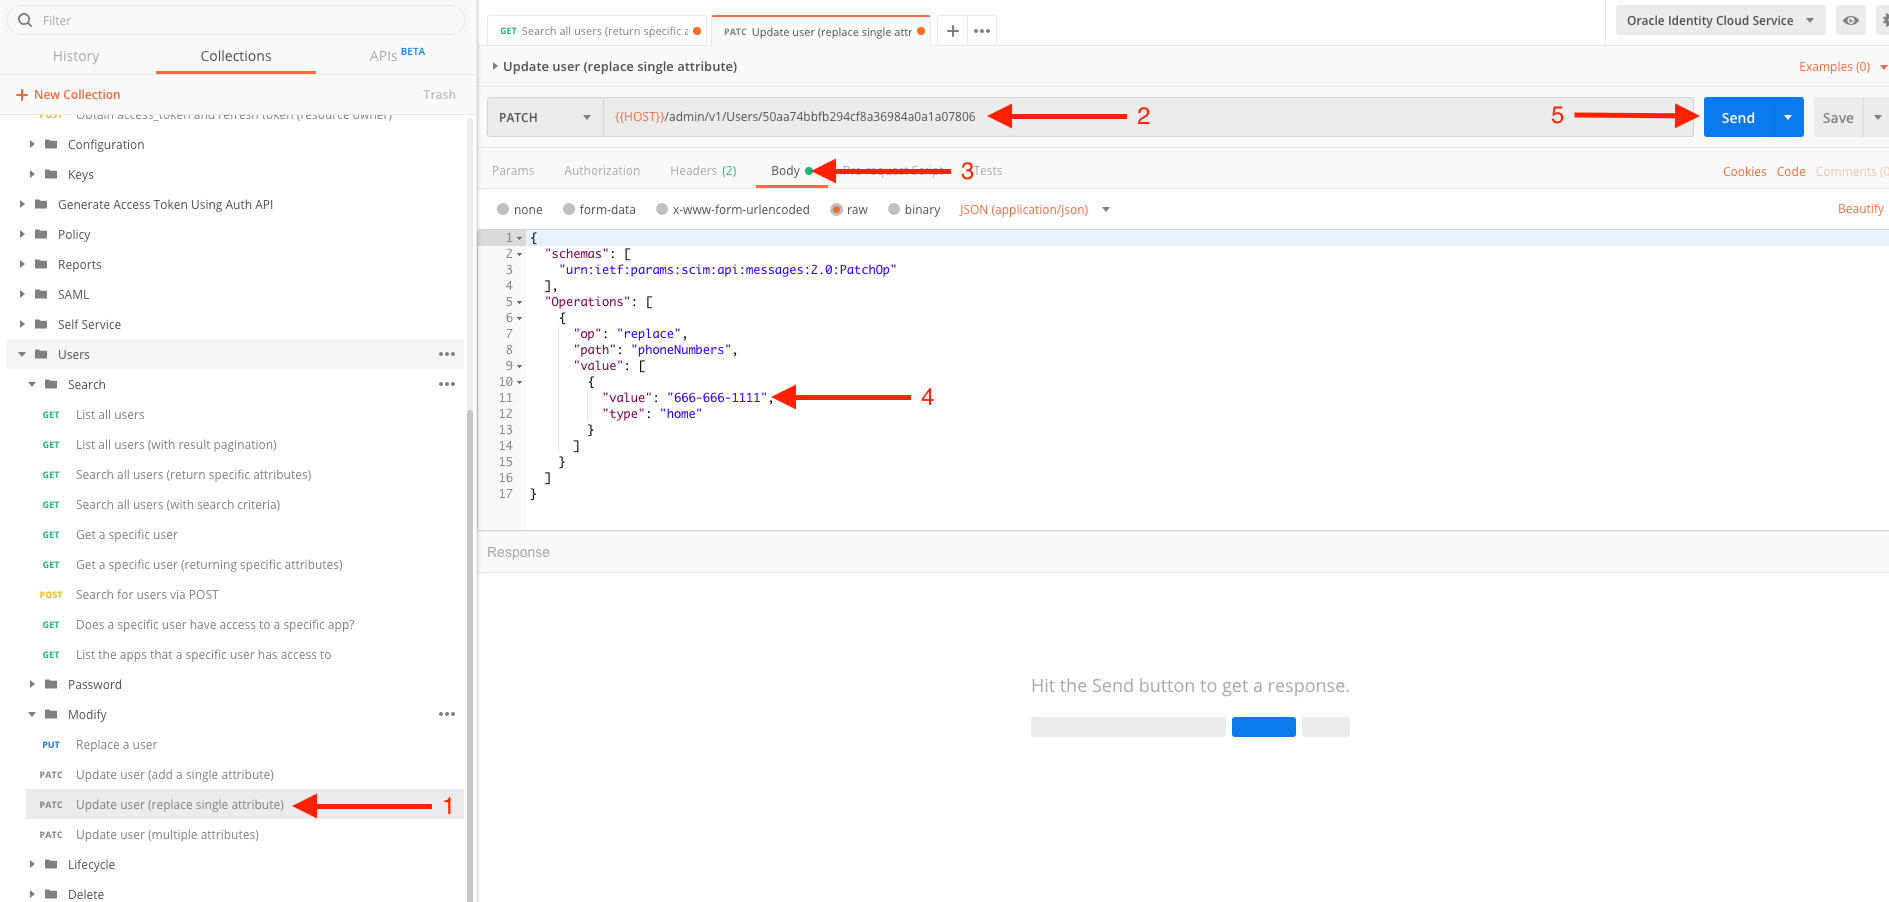 Filter
History
Collections
APIs BETA
New Collection
Trash
POST Obtain access_token and refresh token (resource owner)
Configuration
Keys
Generate Access Token Using Auth API
Policy
Reports
SAML
Self Service
Users
Search
GET List all users
GET List all users (with result pagination)
GET Search all users (return specific attributes)
GET Search all users (with search criteria)
GET Get a specific user
GET Get a specific user (returning specific attributes)
POST Search for users via POST
GET Does a specific user have access to a specific app?
GET List the apps that a specific user has access to
Password
Modify
PUT Replace a user
PATC Update user (add a single attribute)
PATC Update user (replace single attribute) 1
PATC Update user (multiple attributes)
Lifecycle
Delete
GET Search all users (return specific
PATC Update user (replace single attr
Oracle Identity Cloud Service
Update user (replace single attribute)
Examples (0)
PATCH
{{HOST}}/admin/v1/Users/50aa74bbfb294cf8a36984a0a1a07806 2
5
Send
Save
Params
Authorization
Headers (2)
Body 3
Pre-request Script
Tests
Cookies
Code
Comments (0
none
form-data
x-www-form-urlencoded
raw
binary
JSON (application/json)
Beautify
1 {
2 "schemas": [
3 "urn:ietf:params:scim:api:messages:2.0:PatchOp"
4 ],
5 "Operations": [
6 {
7 "op": "replace",
8 "path": "phoneNumbers",
9 "value": [
10 {
11 "value": "666-666-1111", 4
12 "type": "home"
13 }
14 ]
15 }
16 ]
17 }
Response
Hit the Send button to get a response.